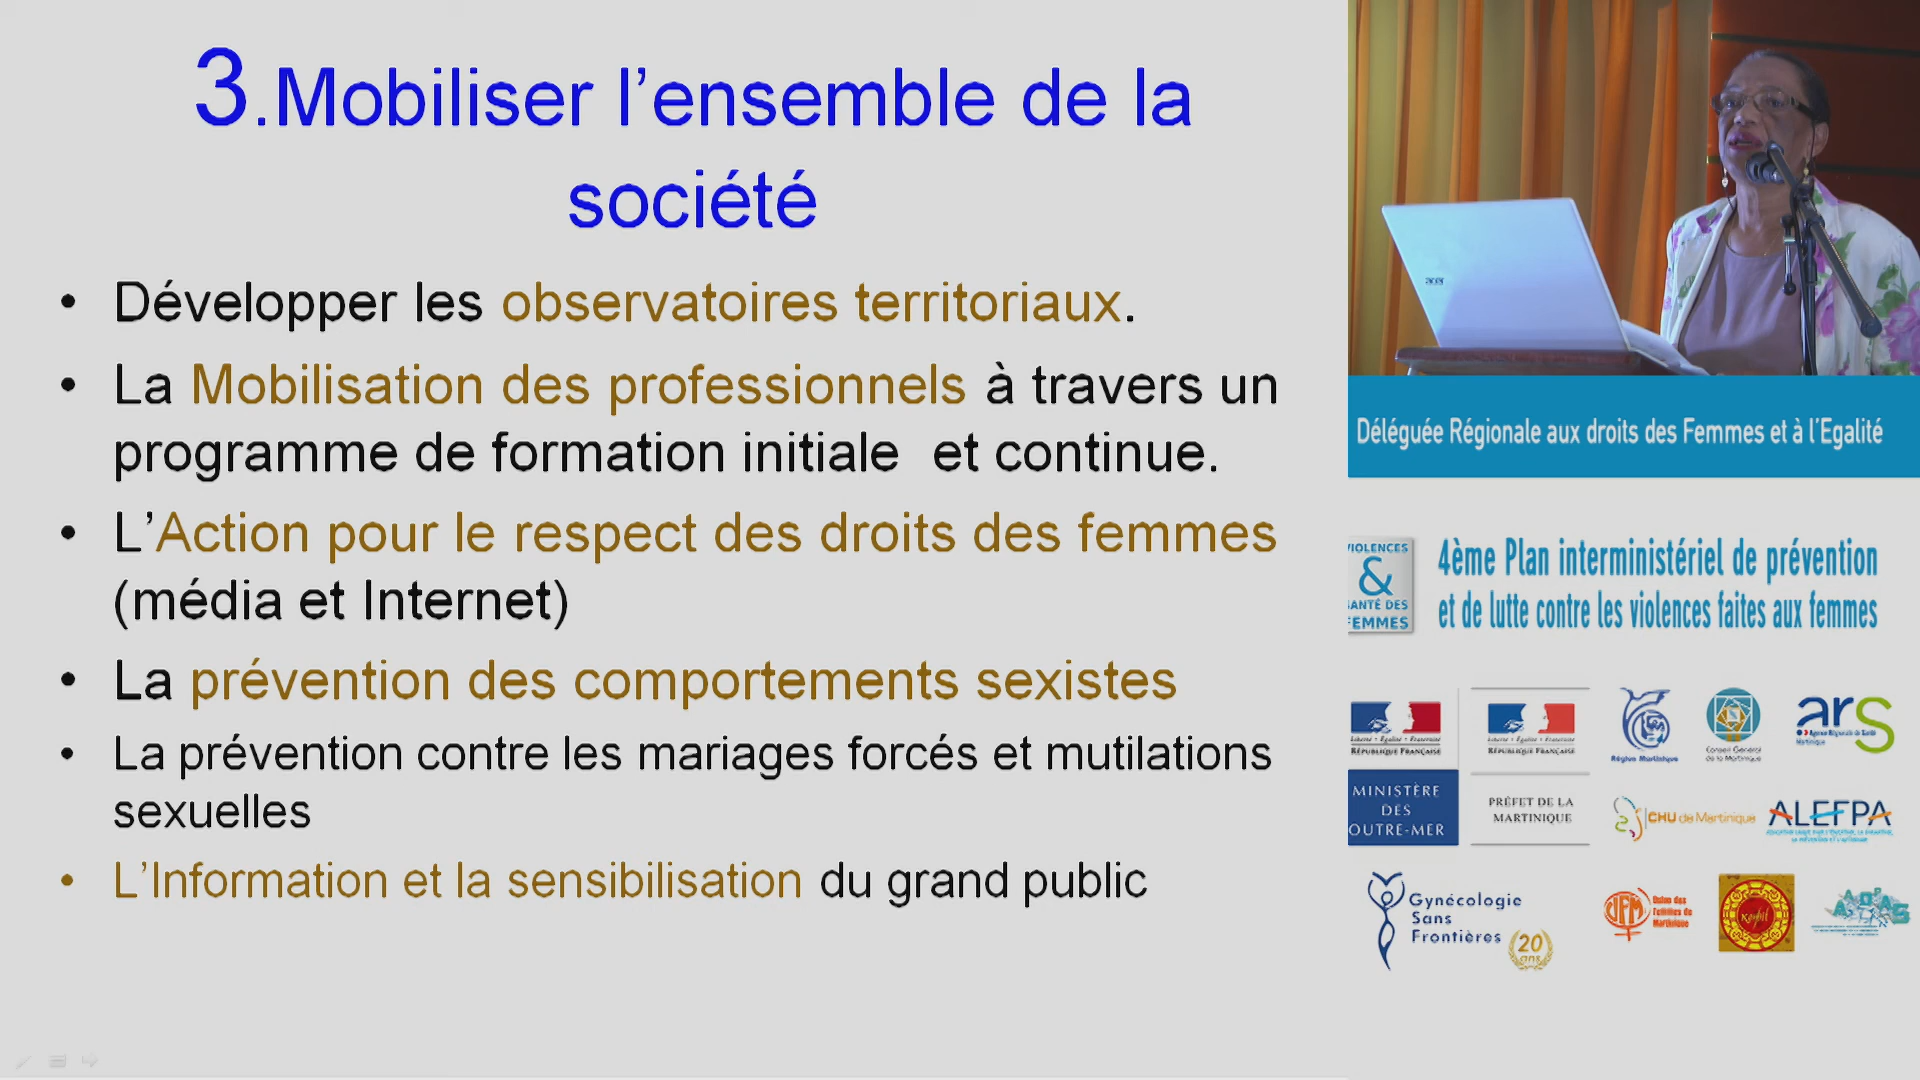 3.Mobiliser l’ensemble de la
société
• Développer les observatoires territoriaux.
• La Mobilisation des professionnels à travers un
programme de formation initiale et continue.
• L’Action pour le respect des droits des femmes
(média et Internet)
• La prévention des comportements sexistes
• La prévention contre les mariages forcés et mutilations
sexuelles
• L’Information et la sensibilisation du grand public
acer
Déléguée Régionale aux droits des Femmes et à l’Egalité
VIOLENCES
&
SANTÉ DES
FEMMES
4ème Plan interministériel de prévention
et de lutte contre les violences faites aux femmes
Liberté • Égalité • Fraternité
RÉPUBLIQUE FRANÇAISE
MINISTÈRE
DES
OUTRE-MER
Liberté • Égalité • Fraternité
RÉPUBLIQUE FRANÇAISE
PRÉFET DE LA
MARTINIQUE
Région Martinique
Conseil Général
de la Martinique
ars
Agence Régionale de Santé
Martinique
CHU de Martinique
ALEFPA
Gynécologie
Sans
Frontières
20
ans
UFM
Union des
Femmes de
Martinique